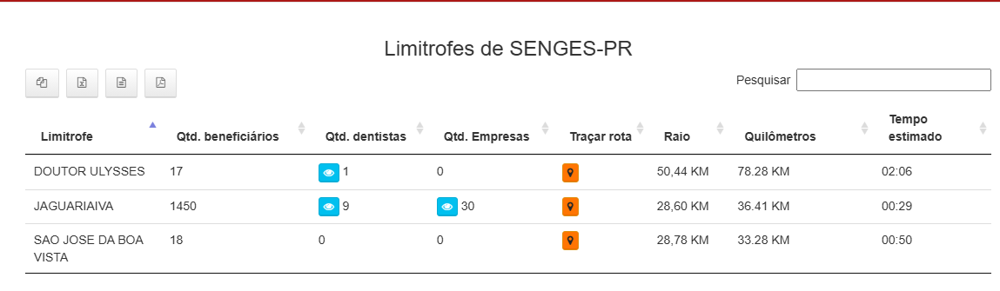 Limitrofes de SENGES-PR
Pesquisar
Limitrofe Qtd. beneficiários Qtd. dentistas Qtd. Empresas Traçar rota Raio Quilômetros Tempo estimado
DOUTOR ULYSSES 17 1 0 50,44 KM 78.28 KM 02:06
JAGUARIAIVA 1450 9 30 28,60 KM 36.41 KM 00:29
SAO JOSE DA BOA VISTA 18 0 0 28,78 KM 33.28 KM 00:50